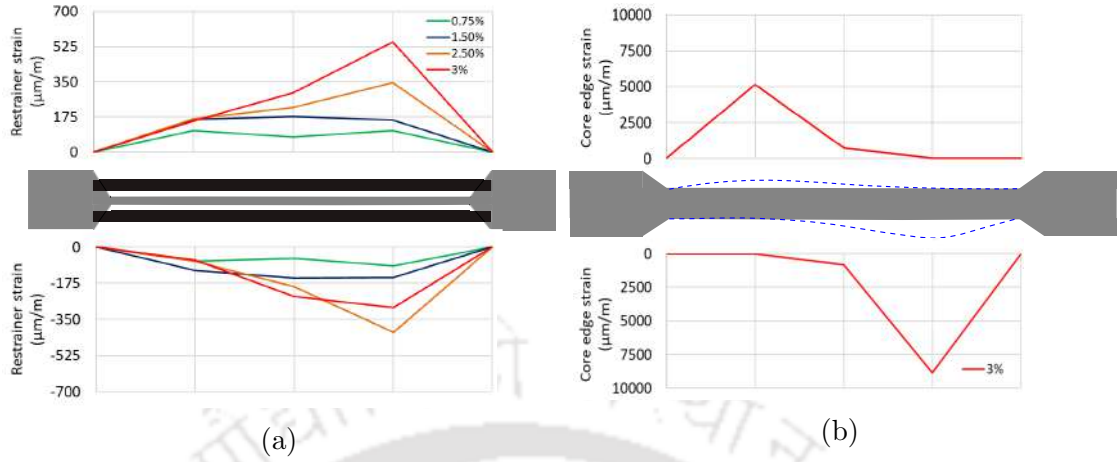 700
525
350
175
0
Restrainer strain
(μm/m)
0.75%
1.50%
2.50%
3%
0
-175
-350
-525
-700
Restrainer strain
(μm/m)
(a)
10000
7500
5000
2500
0
Core edge strain
(μm/m)
0
2500
5000
7500
10000
Core edge strain
(μm/m)
3%
(b)